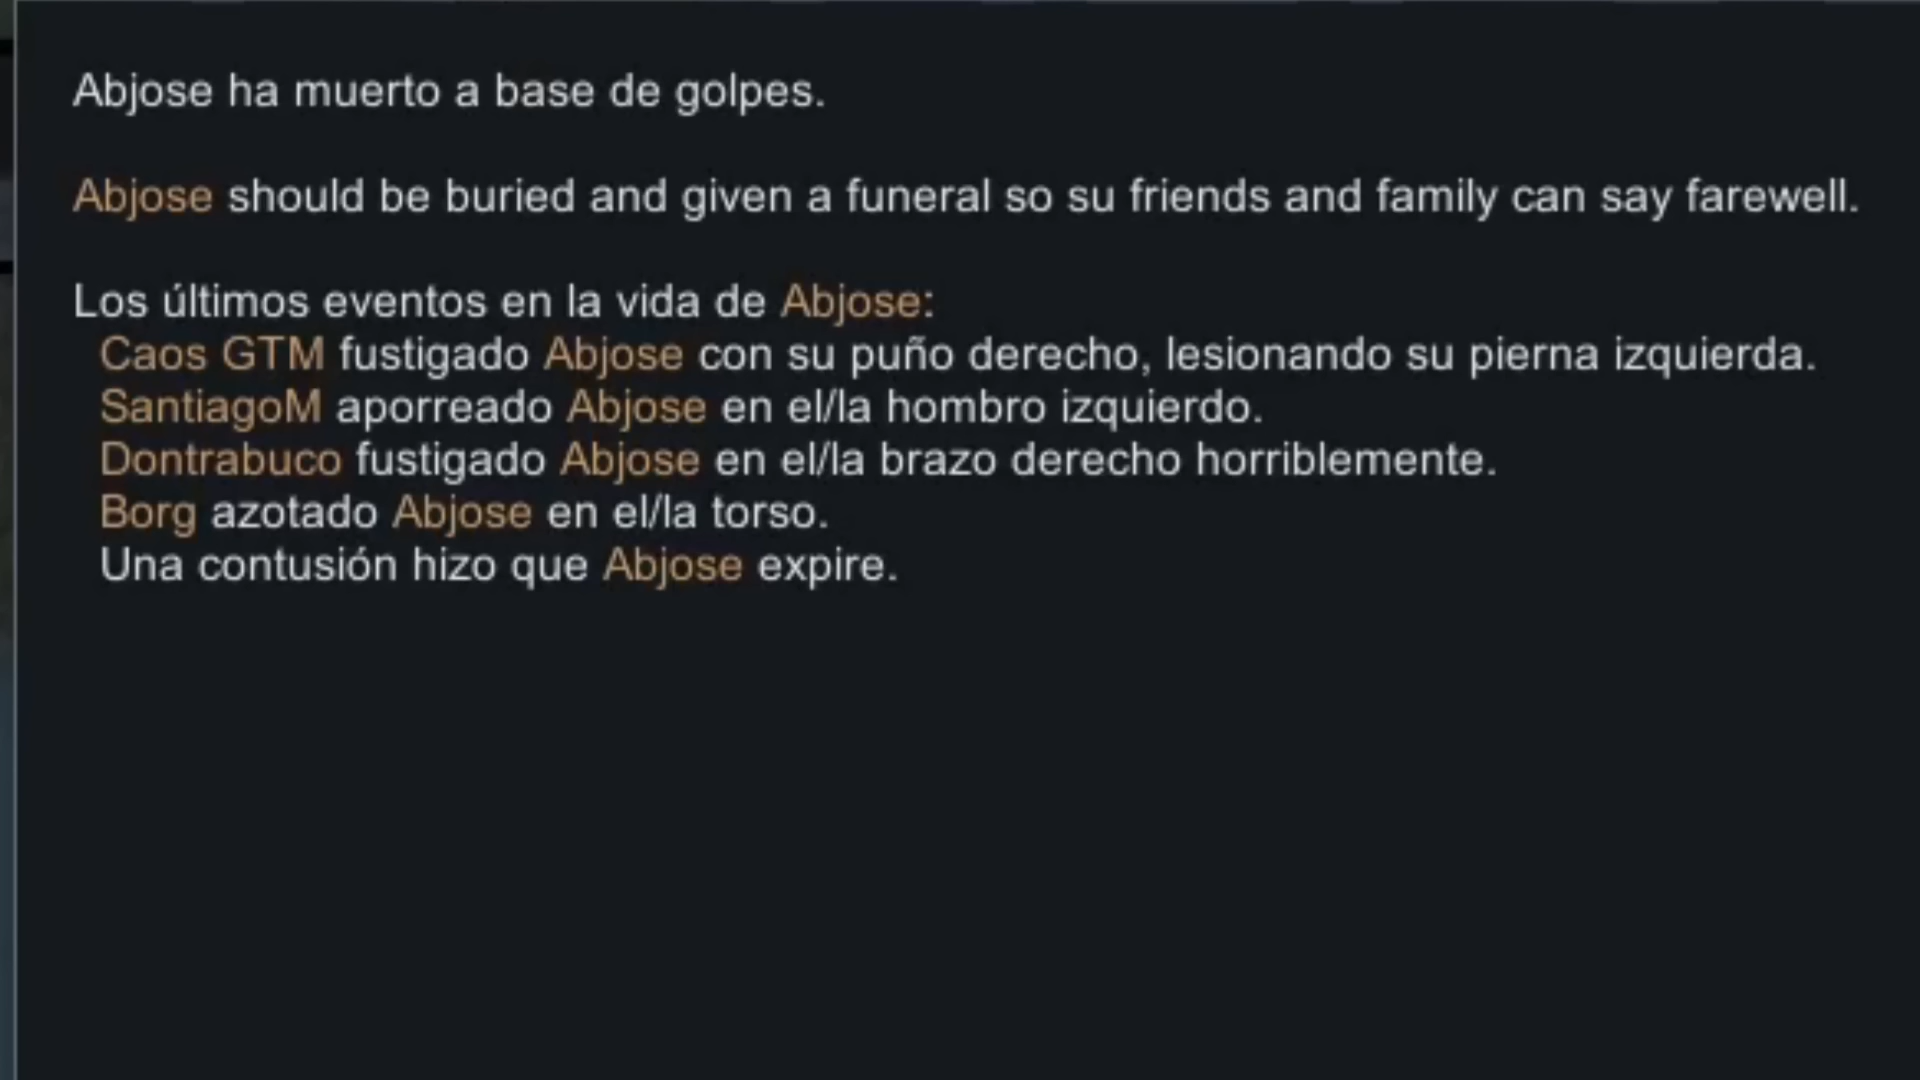 Abjose ha muerto a base de golpes.
Abjose should be buried and given a funeral so su friends and family can say farewell.
Los últimos eventos en la vida de Abjose:
Caos GTM fustigado Abjose con su puño derecho, lesionando su pierna izquierda.
SantiagoM aporreado Abjose en el/la hombro izquierdo.
Dontrabuco fustigado Abjose en el/la brazo derecho horriblemente.
Borg azotado Abjose en el/la torso.
Una contusión hizo que Abjose expire.